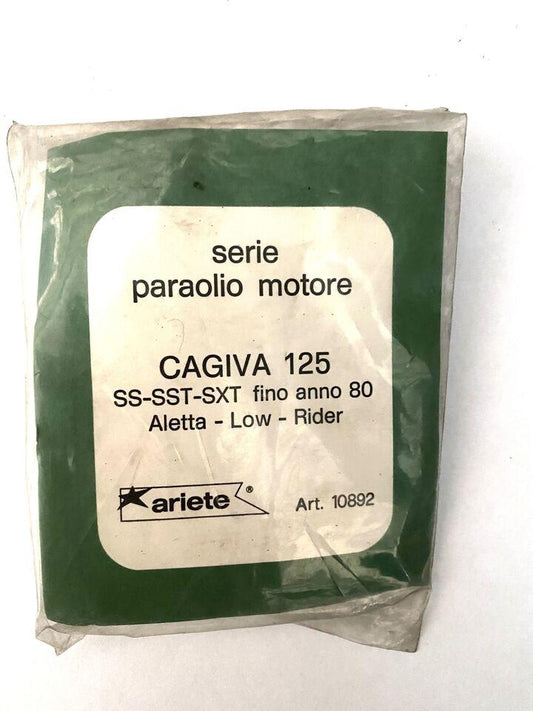 serie
paraolio motore
CAGIVA 125
SS-SST-SXT fino anno 80
Aletta - Low - Rider
ariete®
Art. 10892